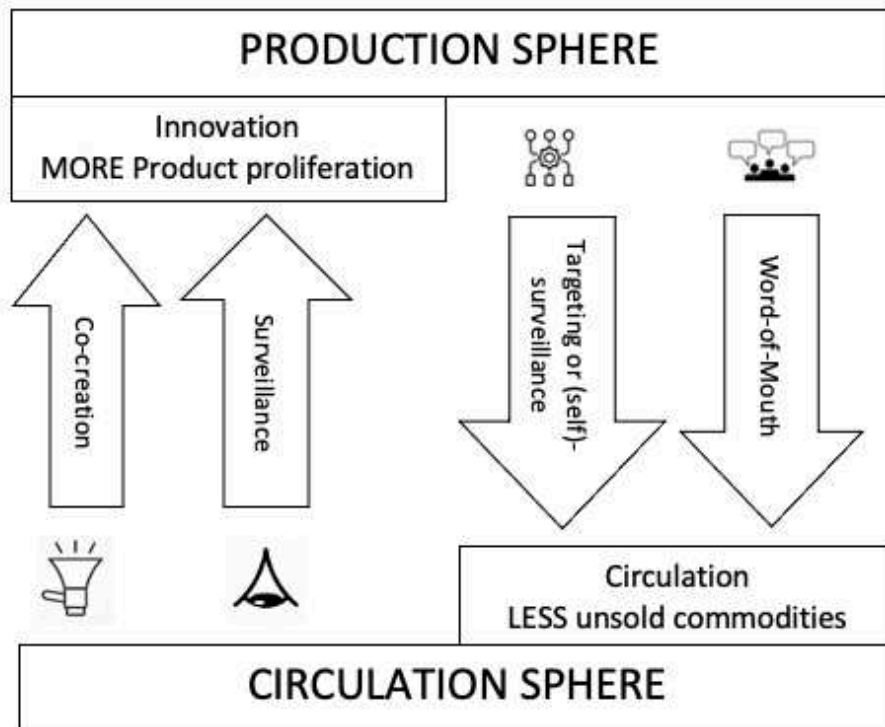 PRODUCTION SPHERE
Innovation
MORE Product proliferation
Co-creation
Surveillance
Targeting or (self)-
surveillance
Word-of-Mouth
Circulation
LESS unsold commodities
CIRCULATION SPHERE